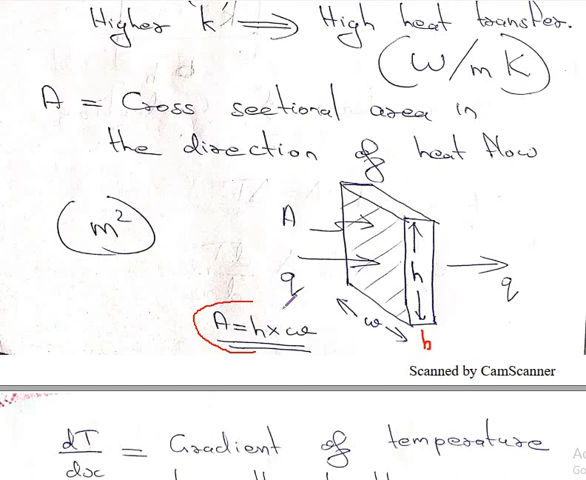 Higher 'k' ⟹ High heat transfer.
(W/mK)
A = Cross sectional area in
the direction of heat flow
(m²)
A
q
h
q
w
b
A = h×w
Scanned by CamScanner
dT/dx = Gradient of temperature